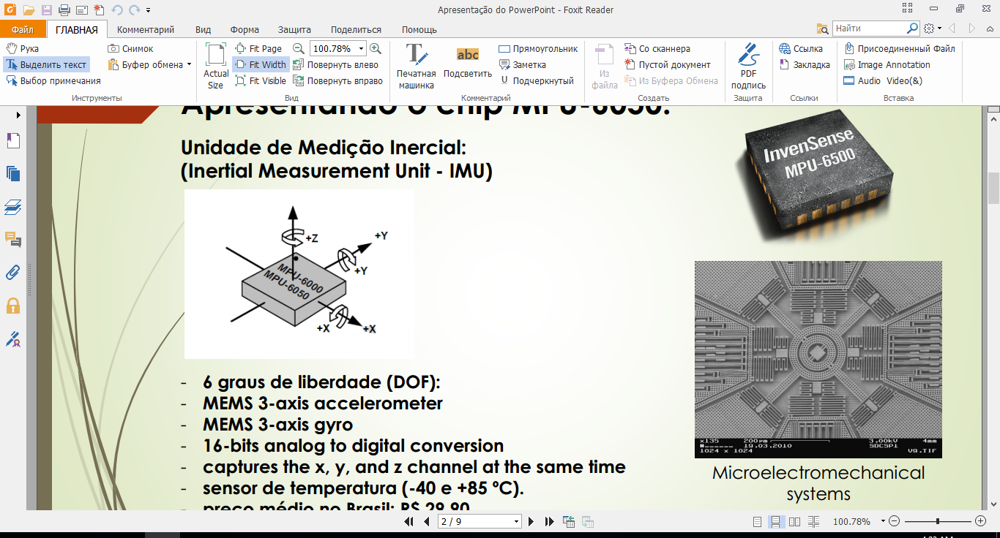 Apresentação do PowerPoint - Foxit Reader
Файл ГЛАВНАЯ Комментарий Вид Форма Защита Поделиться Помощь Найти
Рука
Выделить текст
Выбор примечания
Снимок
Буфер обмена
Инструменты
Actual
Size
Fit Page
Fit Width
Fit Visible
100.78%
Повернуть влево
Повернуть вправо
Вид
Печатная
машинка
abc
Подсветить
Прямоугольник
Заметка
U Подчеркнутый
Комментарий
Из
файла
Со сканера
Пустой документ
Из Буфера Обмена
Создать
PDF
подпись
Защита
Ссылка
Закладка
Ссылки
Присоединенный Файл
Image Annotation
Audio Video(&)
Вставка
Apresentando o chip MPU-6050:
Unidade de Medição Inercial:
(Inertial Measurement Unit - IMU)
InvenSense
MPU-6500
+Z
+Y
+Y
MPU-6000
MPU-6050
+X
+X
- 6 graus de liberdade (DOF):
- MEMS 3-axis accelerometer
- MEMS 3-axis gyro
- 16-bits analog to digital conversion
- captures the x, y, and z channel at the same time
- sensor de temperatura (-40 e +85 ºC).
- preço médio no Brasil: R$ 29,90
x135 200µm 3.00kV 4mm
#------ 19.03.2010 SDCSP1
1024 x 1024 V9.TIF
Microelectromechanical
systems
2 / 9
100.78%